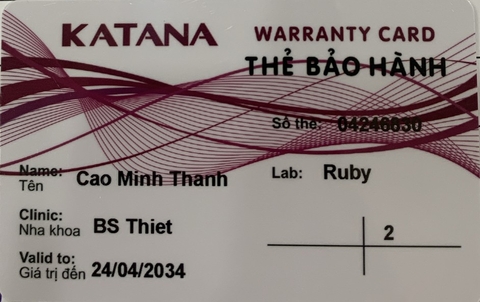 KATANA WARRANTY CARD
THẺ BẢO HÀNH
Số the: 04246830
Name:
Tên Cao Minh Thanh
Lab: Ruby
Clinic:
Nha khoa BS Thiet
2
Valid to:
Giá trị đến 24/04/2034